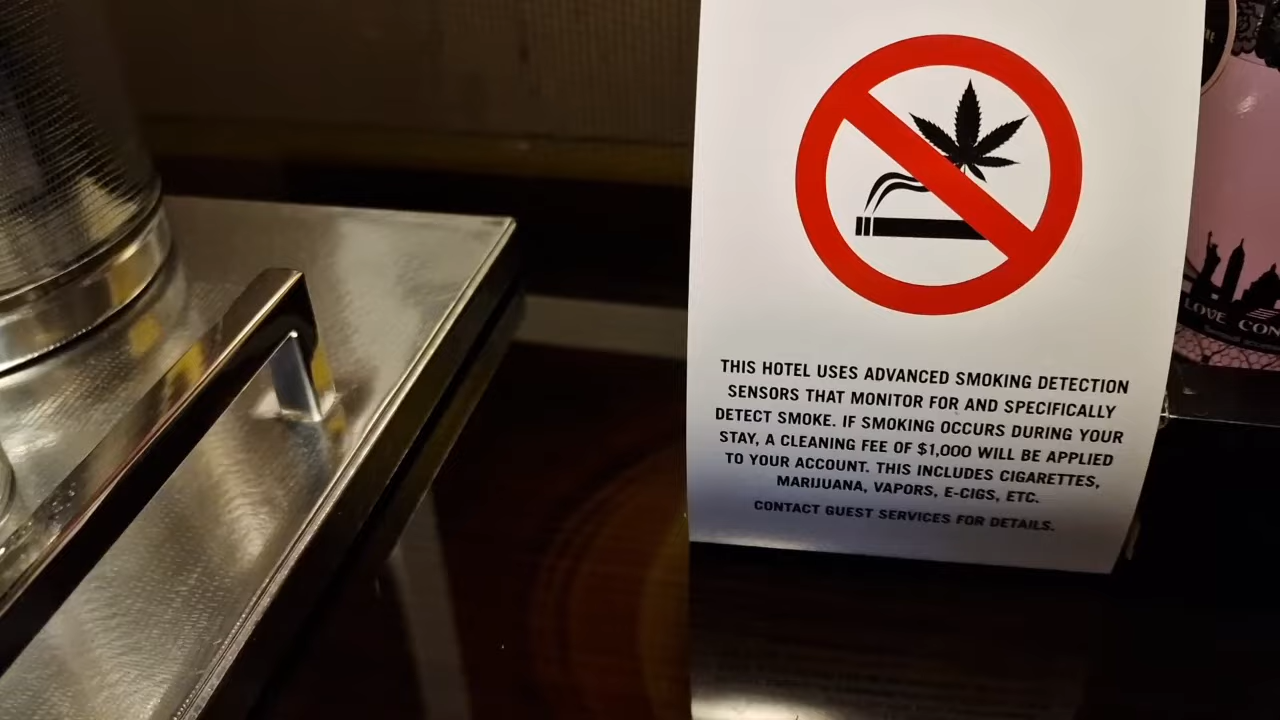 THIS HOTEL USES ADVANCED SMOKING DETECTION
SENSORS THAT MONITOR FOR AND SPECIFICALLY
DETECT SMOKE. IF SMOKING OCCURS DURING YOUR
STAY, A CLEANING FEE OF $1,000 WILL BE APPLIED
TO YOUR ACCOUNT. THIS INCLUDES CIGARETTES,
MARIJUANA, VAPORS, E-CIGS, ETC.
CONTACT GUEST SERVICES FOR DETAILS.
LOVE CON